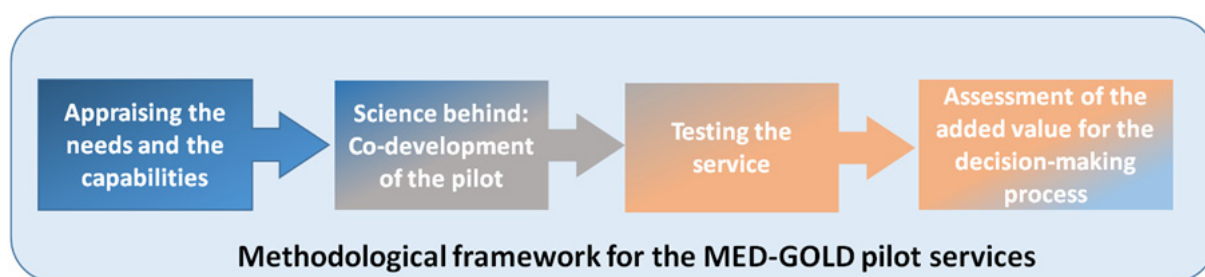 Appraising the
needs and the
capabilities
Science behind:
Co-development
of the pilot
Testing the
service
Assessment of the
added value for the
decision-making
process
Methodological framework for the MED-GOLD pilot services